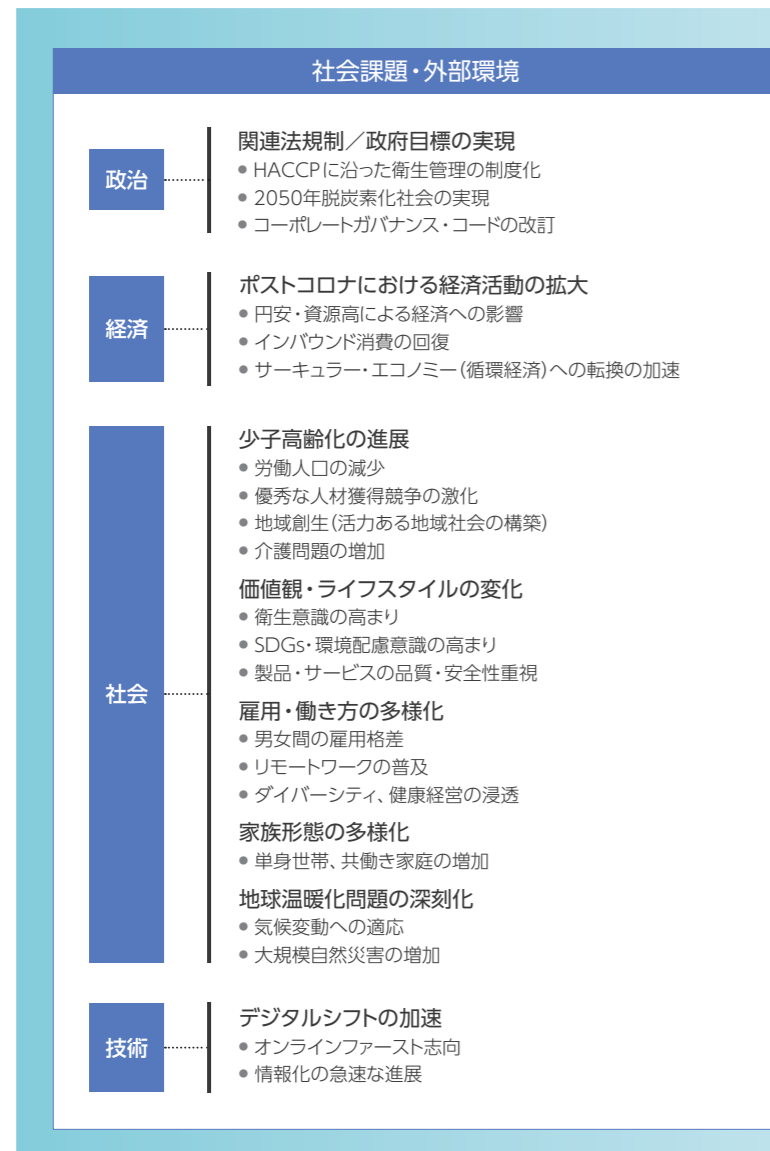 社会課題・外部環境
政治
関連法規制／政府目標の実現
● HACCPに沿った衛生管理の制度化
● 2050年脱炭素化社会の実現
● コーポレートガバナンス・コードの改訂
経済
ポストコロナにおける経済活動の拡大
● 円安・資源高による経済への影響
● インバウンド消費の回復
● サーキュラー・エコノミー（循環経済）への転換の加速
社会
少子高齢化の進展
● 労働人口の減少
● 優秀な人材獲得競争の激化
● 地域創生（活力ある地域社会の構築）
● 介護問題の増加
価値観・ライフスタイルの変化
● 衛生意識の高まり
● SDGs・環境配慮意識の高まり
● 製品・サービスの品質・安全性重視
雇用・働き方の多様化
● 男女間の雇用格差
● リモートワークの普及
● ダイバーシティ、健康経営の浸透
家族形態の多様化
● 単身世帯、共働き家庭の増加
地球温暖化問題の深刻化
● 気候変動への適応
● 大規模自然災害の増加
技術
デジタルシフトの加速
● オンラインファースト志向
● 情報化の急速な進展